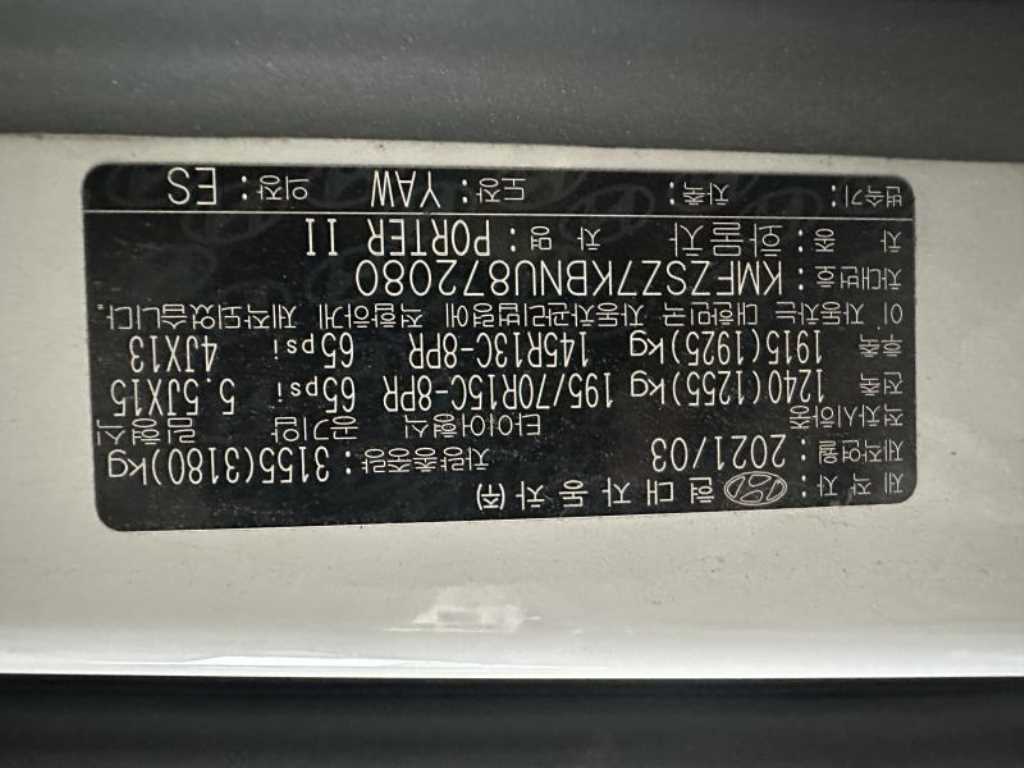 제 작 자: 현 대 자 동 차 (주)
제작연월: 2021/03 차량총중량: 3155(3180)kg
적차시하중 타이어형식 공기압 림형식
전 축 1240(1255)kg 195/70R15C-8PR 65psi 5.5JX15
후 축 1915(1925)kg 145R13C-8PR 65psi 4JX13
이 자동차는 대한민국 자동차관리법령에 적합하게 제작되었습니다.
차대번호: KMFZSZ7KBNU872080
차 종: 화물차 차 명: PORTER II
변속기: 차축: 도장: YAW 의장: ES